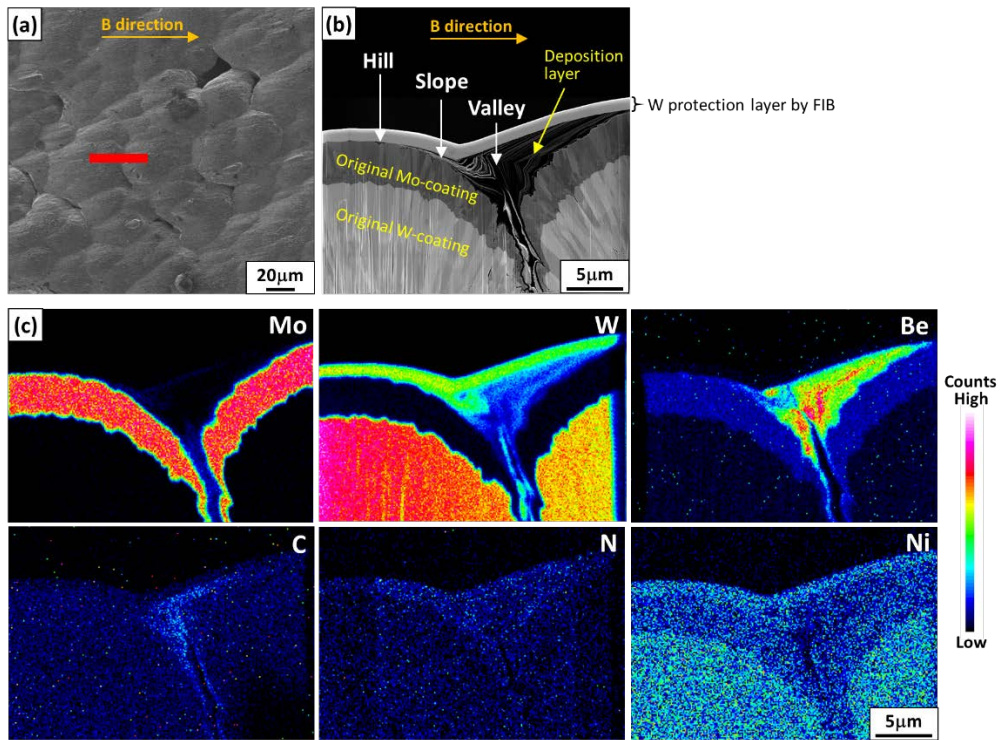 (a)
B direction
20μm
(b)
B direction
Hill
Slope
Valley
Deposition
layer
W protection layer by FIB
Original Mo-coating
Original W-coating
5μm
(c)
Mo
W
Be
C
N
Ni
5μm
Counts
High
Low